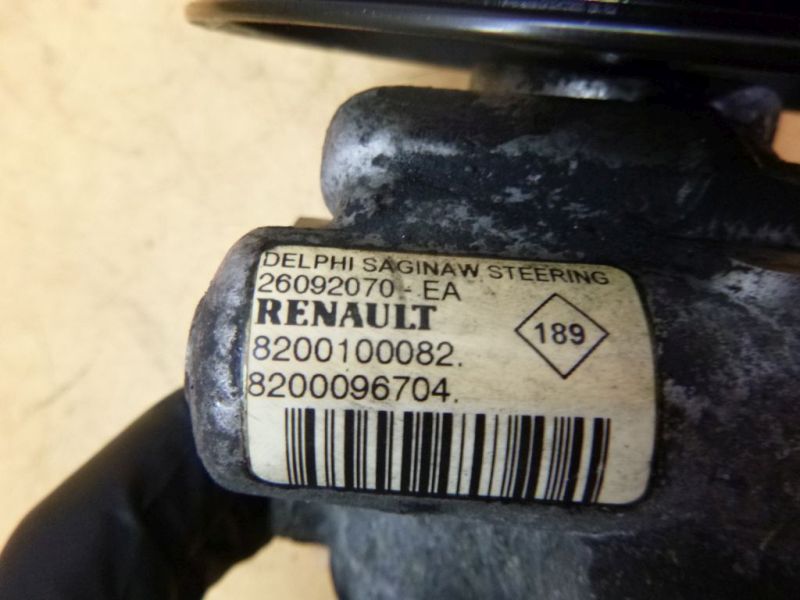 DELPHI SAGINAW STEERING
26092070 - EA
RENAULT
189
8200100082.
8200096704.